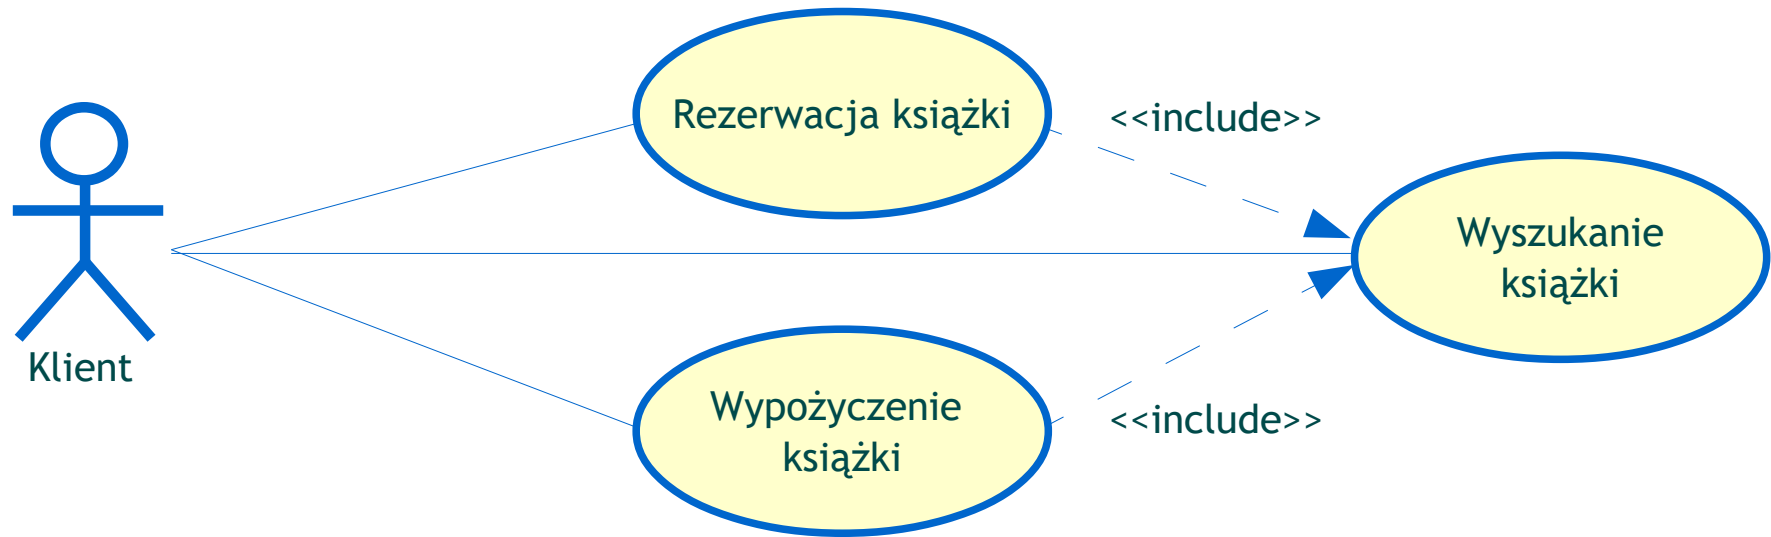 Rezerwacja książki
<<include>>
Wyszukanie
książki
Klient
Wypożyczenie
książki
<<include>>